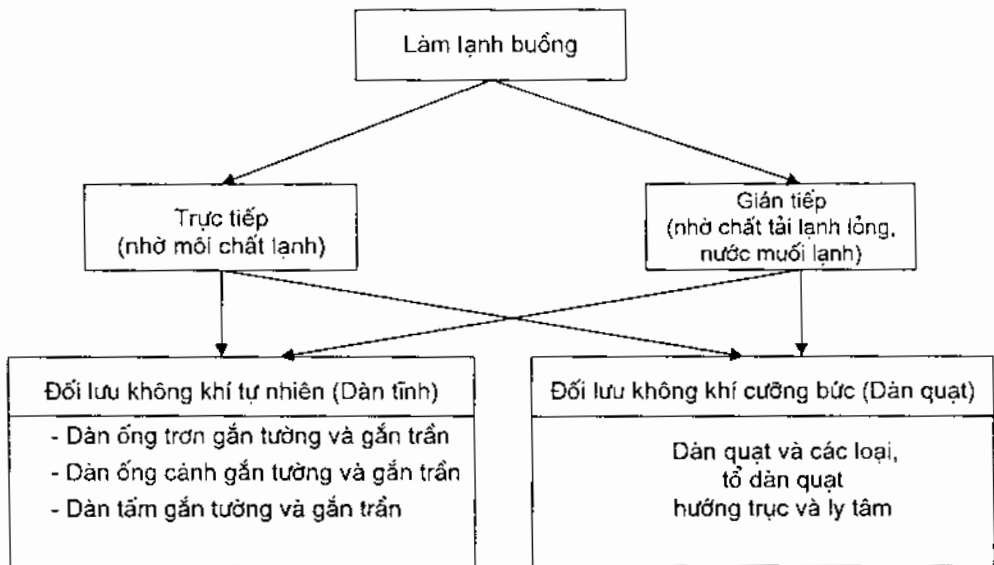 Làm lạnh buồng
Trực tiếp
(nhờ môi chất lạnh)
Gián tiếp
(nhờ chất tải lạnh lỏng,
nước muối lạnh)
Đối lưu không khí tự nhiên (Dàn tĩnh)
- Dàn ống trơn gắn tường và gắn trần
- Dàn ống cánh gắn tường và gắn trần
- Dàn tấm gắn tường và gắn trần
Đối lưu không khí cưỡng bức (Dàn quạt)
Dàn quạt và các loại,
tổ dàn quạt
hướng trục và ly tâm